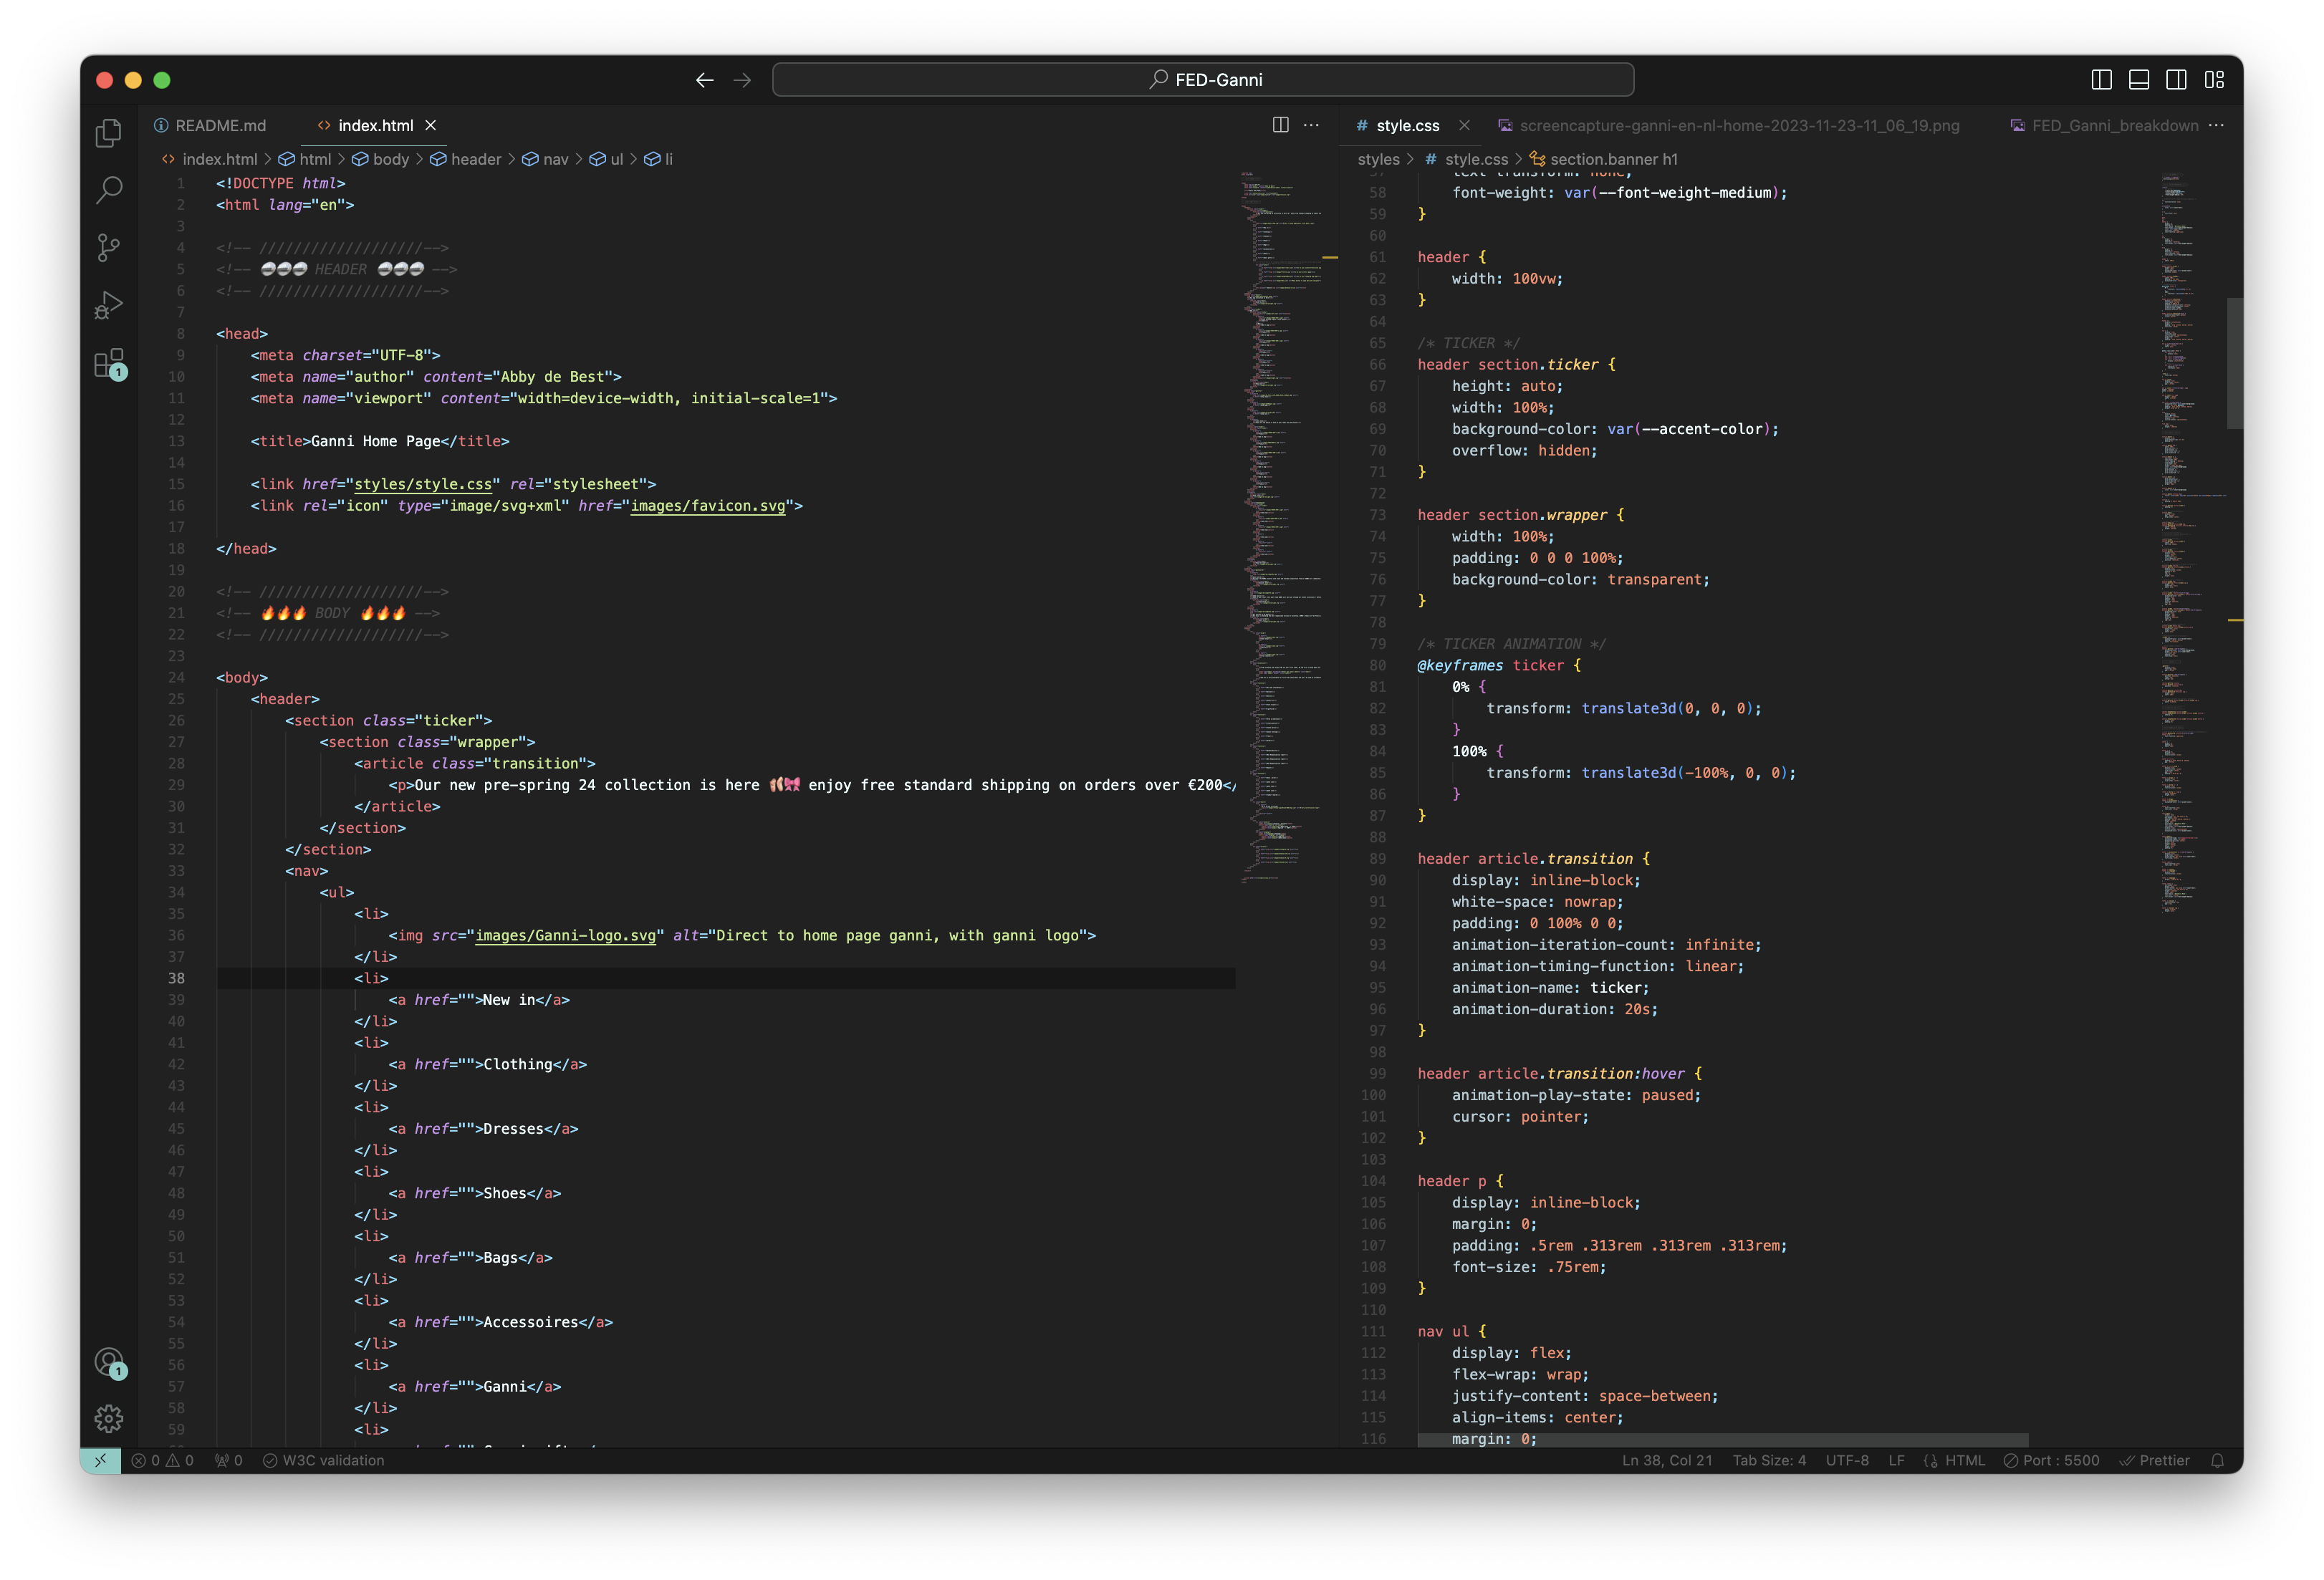 FED-Ganni
README.md
index.html
index.html > html > body > header > nav > ul > li
1 <!DOCTYPE html>
2 <html lang="en">
3
4 <!-- ///////////////////-->
5 <!-- 🪩🪩🪩 HEADER 🪩🪩🪩 -->
6 <!-- ///////////////////-->
7
8 <head>
9 <meta charset="UTF-8">
10 <meta name="author" content="Abby de Best">
11 <meta name="viewport" content="width=device-width, initial-scale=1">
12
13 <title>Ganni Home Page</title>
14
15 <link href="styles/style.css" rel="stylesheet">
16 <link rel="icon" type="image/svg+xml" href="images/favicon.svg">
17
18 </head>
19
20 <!-- ///////////////////-->
21 <!-- 🔥🔥🔥 BODY 🔥🔥🔥 -->
22 <!-- ///////////////////-->
23
24 <body>
25 <header>
26 <section class="ticker">
27 <section class="wrapper">
28 <article class="transition">
29 <p>Our new pre-spring 24 collection is here 🩰🎀 enjoy free standard shipping on orders over €200</
30 </article>
31 </section>
32 </section>
33 <nav>
34 <ul>
35 <li>
36 <img src="images/Ganni-logo.svg" alt="Direct to home page ganni, with ganni logo">
37 </li>
38 <li>
39 <a href="">New in</a>
40 </li>
41 <li>
42 <a href="">Clothing</a>
43 </li>
44 <li>
45 <a href="">Dresses</a>
46 </li>
47 <li>
48 <a href="">Shoes</a>
49 </li>
50 <li>
51 <a href="">Bags</a>
52 </li>
53 <li>
54 <a href="">Accessoires</a>
55 </li>
56 <li>
57 <a href="">Ganni</a>
58 </li>
59 <li>
# style.css
screencapture-ganni-en-nl-home-2023-11-23-11_06_19.png
FED_Ganni_breakdown
styles > # style.css > section.banner h1
57 text-transform: none;
58 font-weight: var(--font-weight-medium);
59 }
60
61 header {
62 width: 100vw;
63 }
64
65 /* TICKER */
66 header section.ticker {
67 height: auto;
68 width: 100%;
69 background-color: var(--accent-color);
70 overflow: hidden;
71 }
72
73 header section.wrapper {
74 width: 100%;
75 padding: 0 0 0 100%;
76 background-color: transparent;
77 }
78
79 /* TICKER ANIMATION */
80 @keyframes ticker {
81 0% {
82 transform: translate3d(0, 0, 0);
83 }
84 100% {
85 transform: translate3d(-100%, 0, 0);
86 }
87 }
88
89 header article.transition {
90 display: inline-block;
91 white-space: nowrap;
92 padding: 0 100% 0 0;
93 animation-iteration-count: infinite;
94 animation-timing-function: linear;
95 animation-name: ticker;
96 animation-duration: 20s;
97 }
98
99 header article.transition:hover {
100 animation-play-state: paused;
101 cursor: pointer;
102 }
103
104 header p {
105 display: inline-block;
106 margin: 0;
107 padding: .5rem .313rem .313rem .313rem;
108 font-size: .75rem;
109 }
110
111 nav ul {
112 display: flex;
113 flex-wrap: wrap;
114 justify-content: space-between;
115 align-items: center;
116 margin: 0;
1
1
0 0 0 W3C validation
Ln 38, Col 21 Tab Size: 4 UTF-8 LF HTML Port : 5500 Prettier